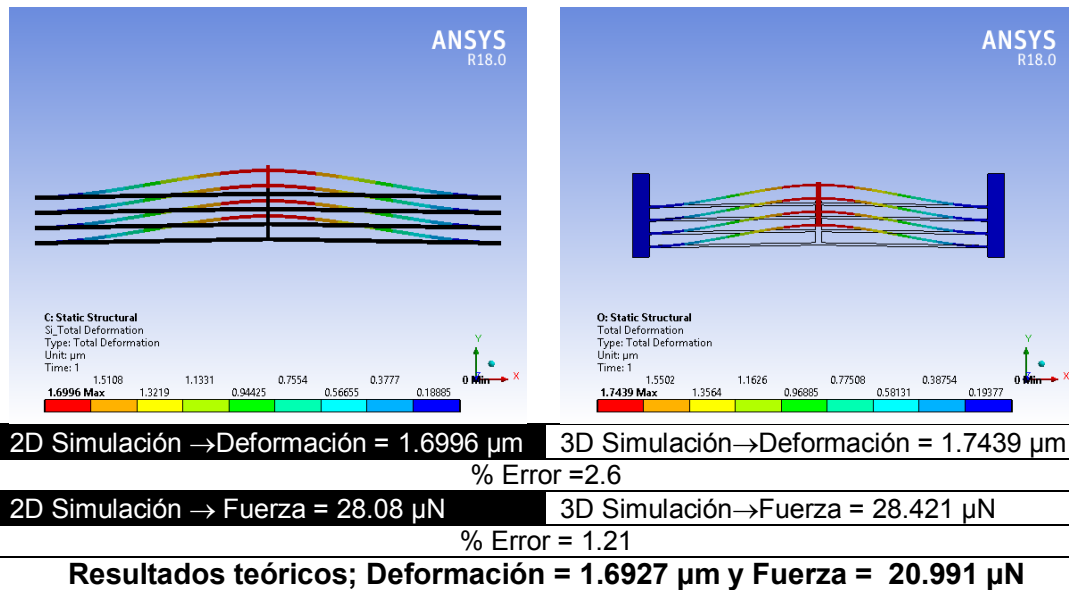 ANSYS
R18.0
C: Static Structural
Si_Total Deformation
Type: Total Deformation
Unit: µm
Time: 1
1.5108 1.1331 0.7554 0.3777 0 Min
1.6996 Max 1.3219 0.94425 0.56655 0.18885
Y
X
ANSYS
R18.0
O: Static Structural
Total Deformation
Type: Total Deformation
Unit: µm
Time: 1
1.5502 1.1626 0.77508 0.38754 0 Min
1.7439 Max 1.3564 0.96885 0.58131 0.19377
Y
X
2D Simulación →Deformación = 1.6996 µm
3D Simulación→Deformación = 1.7439 µm
% Error =2.6
2D Simulación → Fuerza = 28.08 µN
3D Simulación→Fuerza = 28.421 µN
% Error = 1.21
Resultados teóricos; Deformación = 1.6927 µm y Fuerza = 20.991 µN